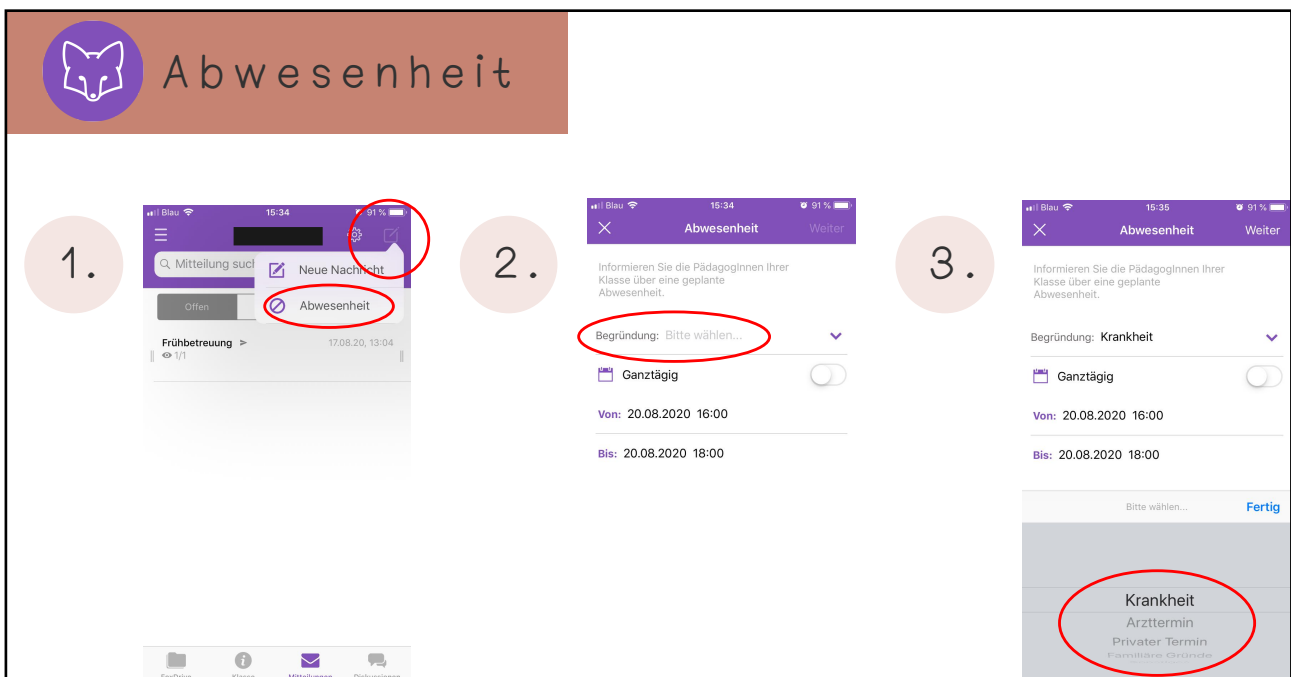 Abwesenheit
1.
Blau 15:34 91 %
Mitteilung such
Neue Nachricht
Offen
Abwesenheit
Frühbetreuung 17.08.20, 13:04
1/1
FoxDrive Klasse Mitteilungen Diskussionen
2.
Blau 15:34 91 %
Abwesenheit Weiter
Informieren Sie die PädagogInnen Ihrer
Klasse über eine geplante
Abwesenheit.
Begründung: Bitte wählen...
Ganztägig
Von: 20.08.2020 16:00
Bis: 20.08.2020 18:00
3.
Blau 15:35 91 %
Abwesenheit Weiter
Informieren Sie die PädagogInnen Ihrer
Klasse über eine geplante
Abwesenheit.
Begründung: Krankheit
Ganztägig
Von: 20.08.2020 16:00
Bis: 20.08.2020 18:00
Bitte wählen... Fertig
Krankheit
Arzttermin
Privater Termin
Familiäre Gründe